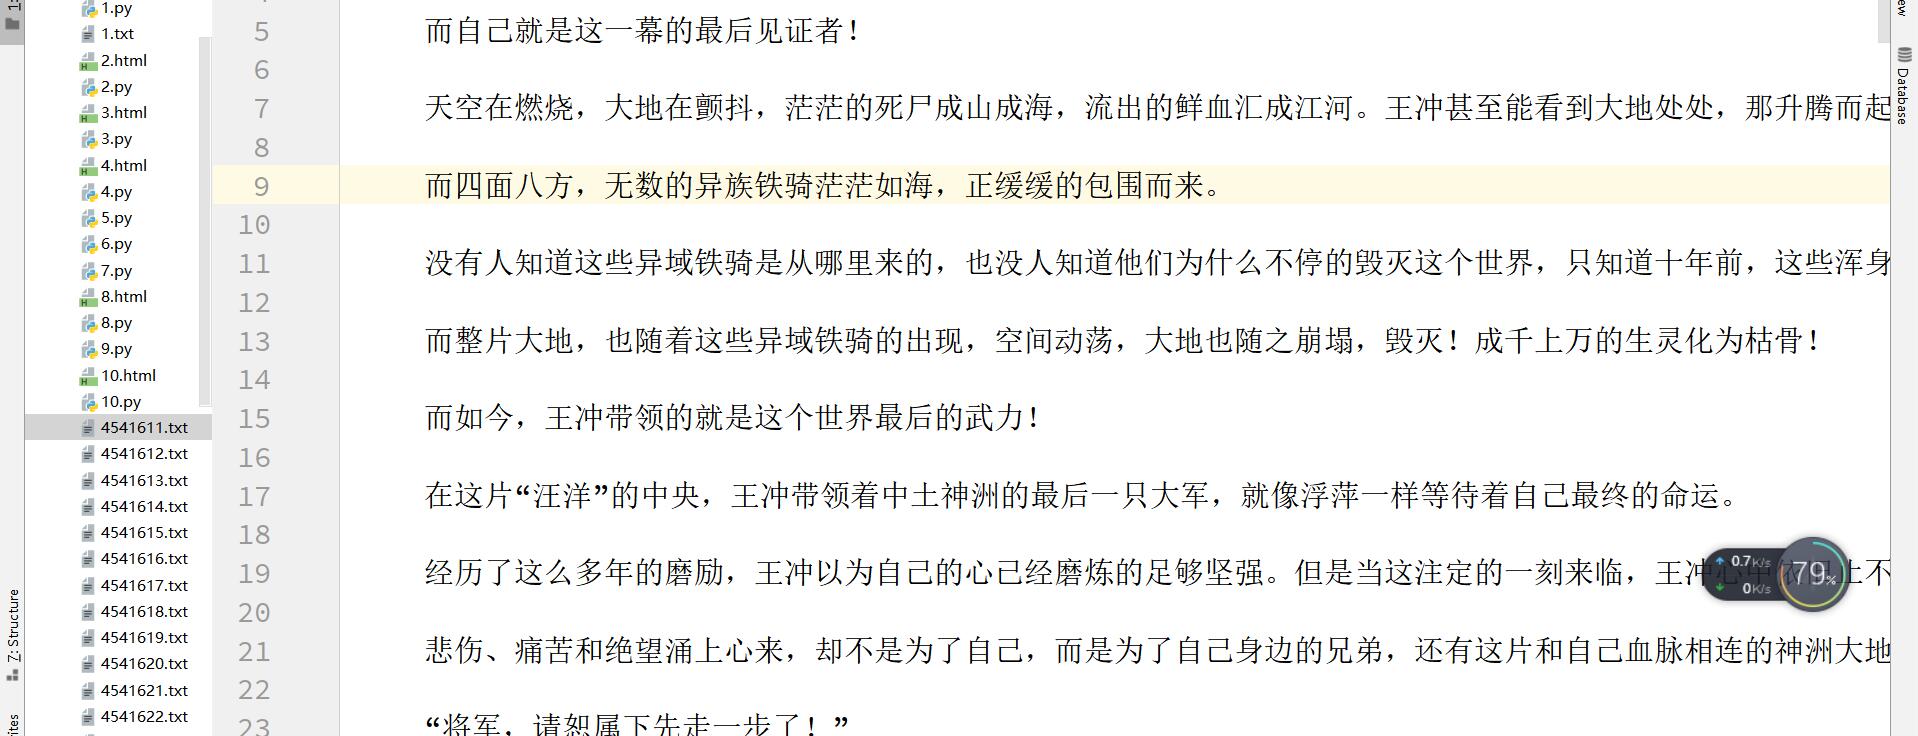 1:
1.py
1.txt
2.html
2.py
3.html
3.py
4.html
4.py
5.py
6.py
7.py
8.html
8.py
9.py
10.html
10.py
4541611.txt
4541612.txt
4541613.txt
4541614.txt
4541615.txt
4541616.txt
4541617.txt
4541618.txt
4541619.txt
4541620.txt
4541621.txt
4541622.txt
7: Structure
5 而自己就是这一幕的最后见证者！
6
7 天空在燃烧，大地在颤抖，茫茫的死尸成山成海，流出的鲜血汇成江河。王冲甚至能看到大地处处，那升腾而起
8
9 而四面八方，无数的异族铁骑茫茫如海，正缓缓的包围而来。
10
11 没有人知道这些异域铁骑是从哪里来的，也没人知道他们为什么不停的毁灭这个世界，只知道十年前，这些浑身
12
13 而整片大地，也随着这些异域铁骑的出现，空间动荡，大地也随之崩塌，毁灭！成千上万的生灵化为枯骨！
14
15 而如今，王冲带领的就是这个世界最后的武力！
16
17 在这片“汪洋”的中央，王冲带领着中土神洲的最后一只大军，就像浮萍一样等待着自己最终的命运。
18
19 经历了这么多年的磨励，王冲以为自己的心己经磨炼的足够坚强。但是当这注定的一刻来临，王冲心中依旧止不
20
21 悲伤、痛苦和绝望涌上心来，却不是为了自己，而是为了自己身边的兄弟，还有这片和自己血脉相连的神洲大地
22
23 “将军，请恕属下先走一步了！”
0.7K/s
0K/s
79%
Database